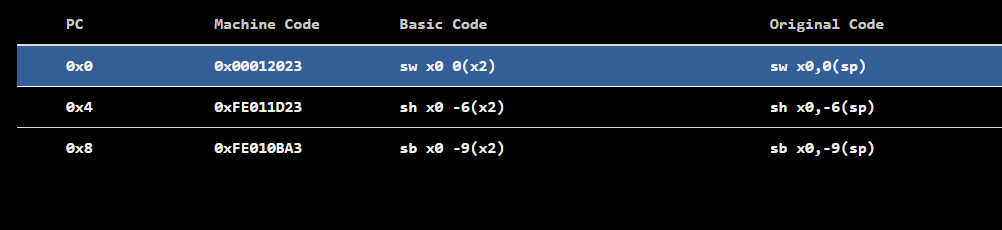 PC Machine Code Basic Code Original Code
0x0 0x00012023 sw x0 0(x2) sw x0,0(sp)
0x4 0xFE011D23 sh x0 -6(x2) sh x0,-6(sp)
0x8 0xFE010BA3 sb x0 -9(x2) sb x0,-9(sp)